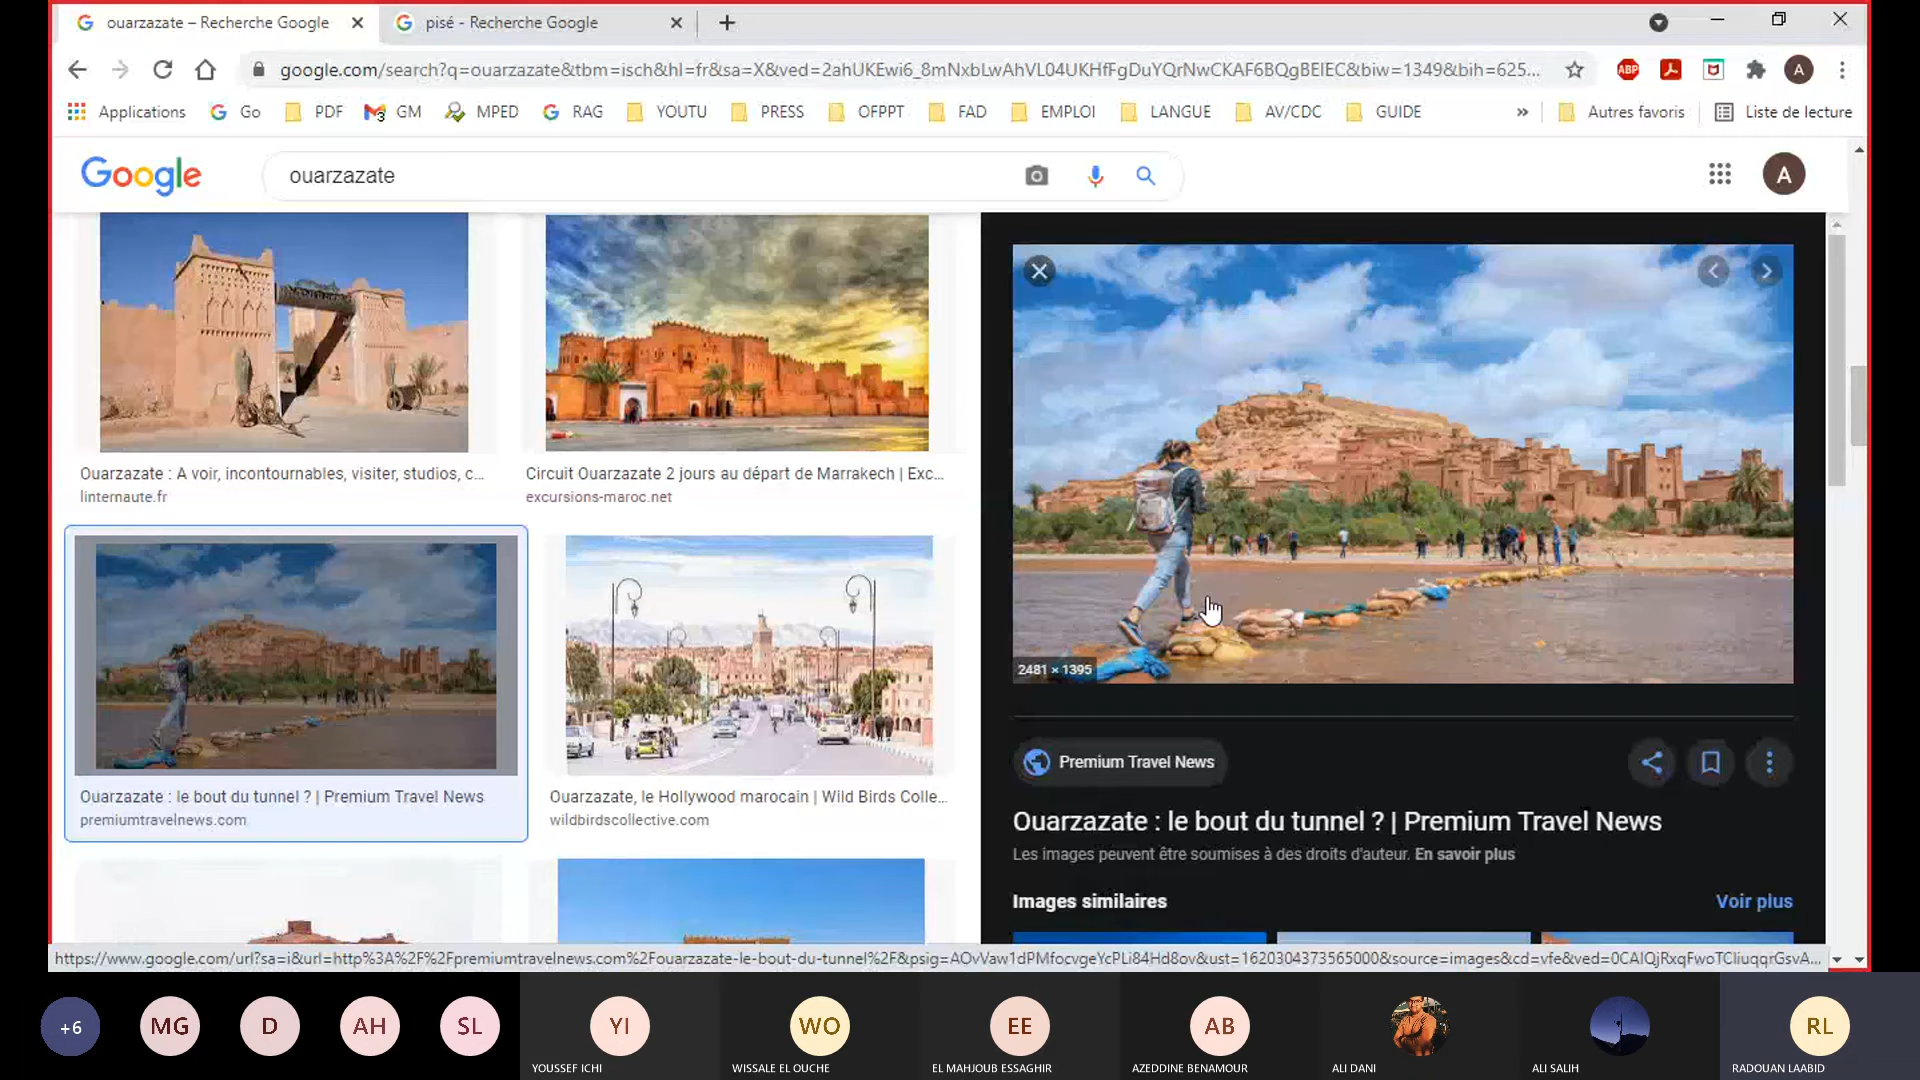 ouarzazate – Recherche Google
pisé - Recherche Google
google.com/search?q=ouarzazate&tbm=isch&hl=fr&sa=X&ved=2ahUKEwi6_8mNxbLwAhVL04UKHfFgDuYQrNwCKAF6BQgBEIEC&biw=1349&bih=625...
ABP
A
Applications
Go
PDF
GM
MPED
RAG
YOUTU
PRESS
OFPPT
FAD
EMPLOI
LANGUE
AV/CDC
GUIDE
»
Autres favoris
Liste de lecture
Google
ouarzazate
A
Ouarzazate : A voir, incontournables, visiter, studios, c...
linternaute.fr
Circuit Ouarzazate 2 jours au départ de Marrakech | Exc...
excursions-maroc.net
Ouarzazate : le bout du tunnel ? | Premium Travel News
premiumtravelnews.com
Ouarzazate, le Hollywood marocain | Wild Birds Colle...
wildbirdscollective.com
2481 × 1395
Premium Travel News
Ouarzazate : le bout du tunnel ? | Premium Travel News
Les images peuvent être soumises à des droits d'auteur. En savoir plus
Images similaires
Voir plus
https://www.google.com/url?sa=i&url=http%3A%2F%2Fpremiumtravelnews.com%2Fouarzazate-le-bout-du-tunnel%2F&psig=AOvVaw1dPMfocvgeYcPLi84Hd8ov&ust=1620304373565000&source=images&cd=vfe&ved=0CAIQjRxqFwoTCIiuqqrGsvA...
+6
MG
D
AH
SL
YI
YOUSSEF ICHI
WO
WISSALE EL OUCHE
EE
EL MAHJOUB ESSAGHIR
AB
AZEDDINE BENAMOUR
ALI DANI
ALI SALIH
RL
RADOUAN LAABID